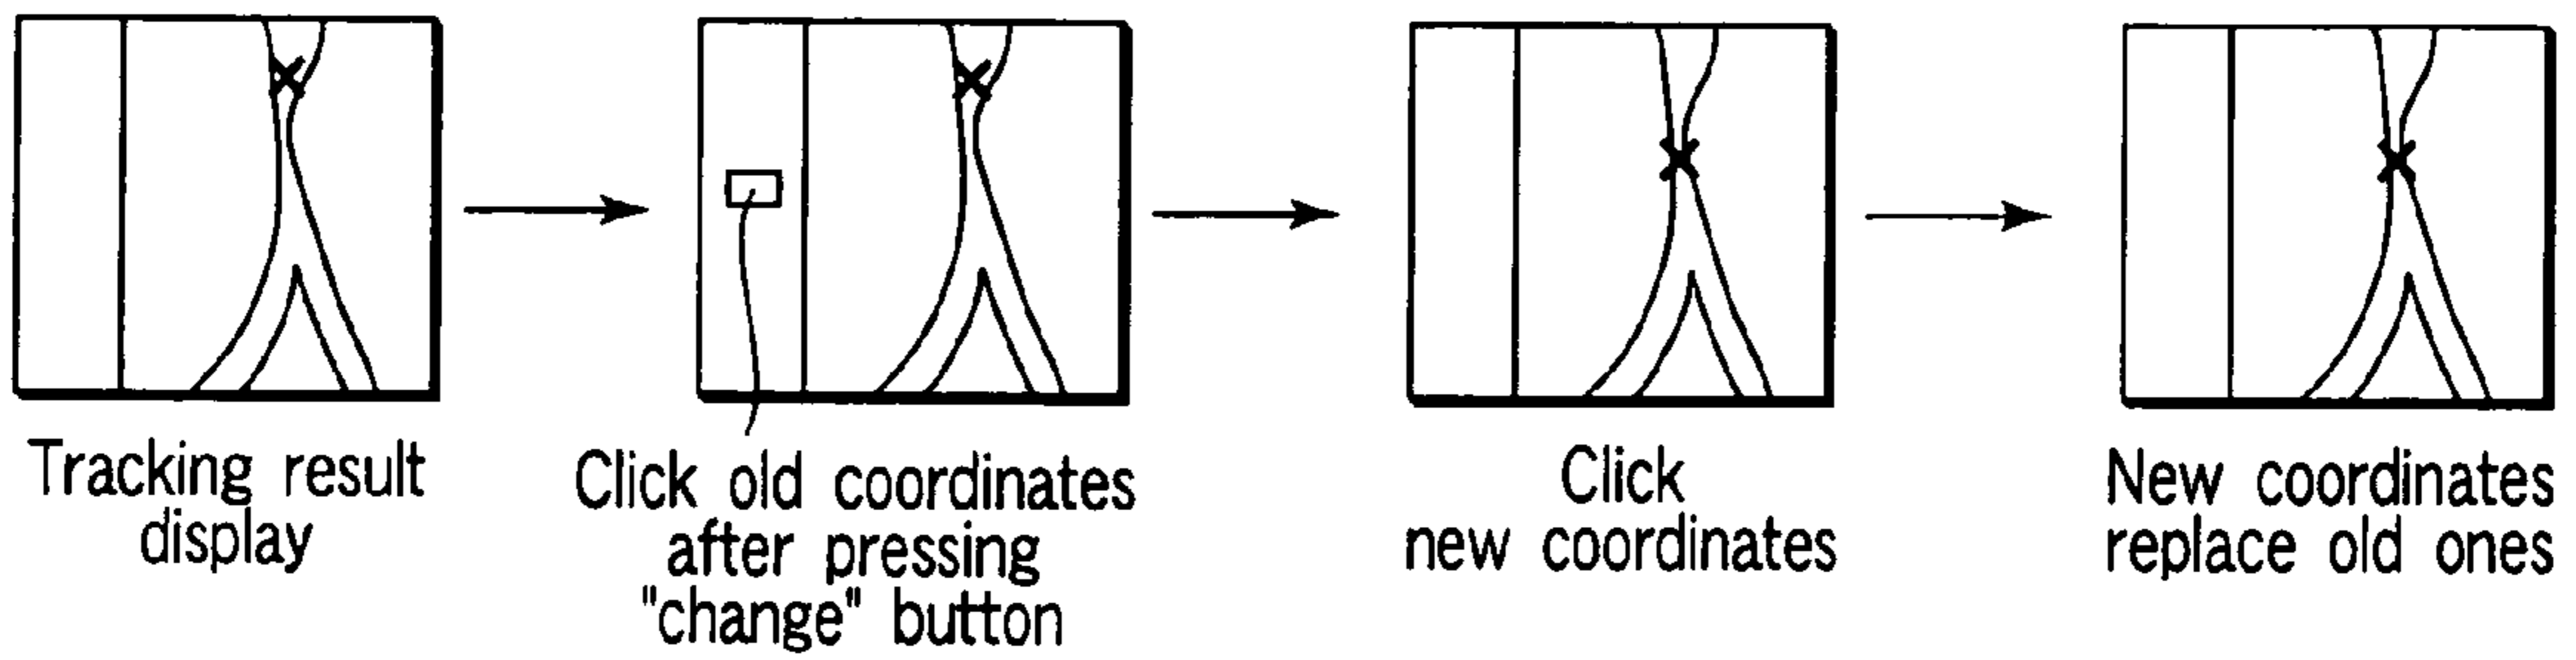 Tracking result
display
Click old coordinates
after pressing
"change" button
Click
new coordinates
New coordinates
replace old ones